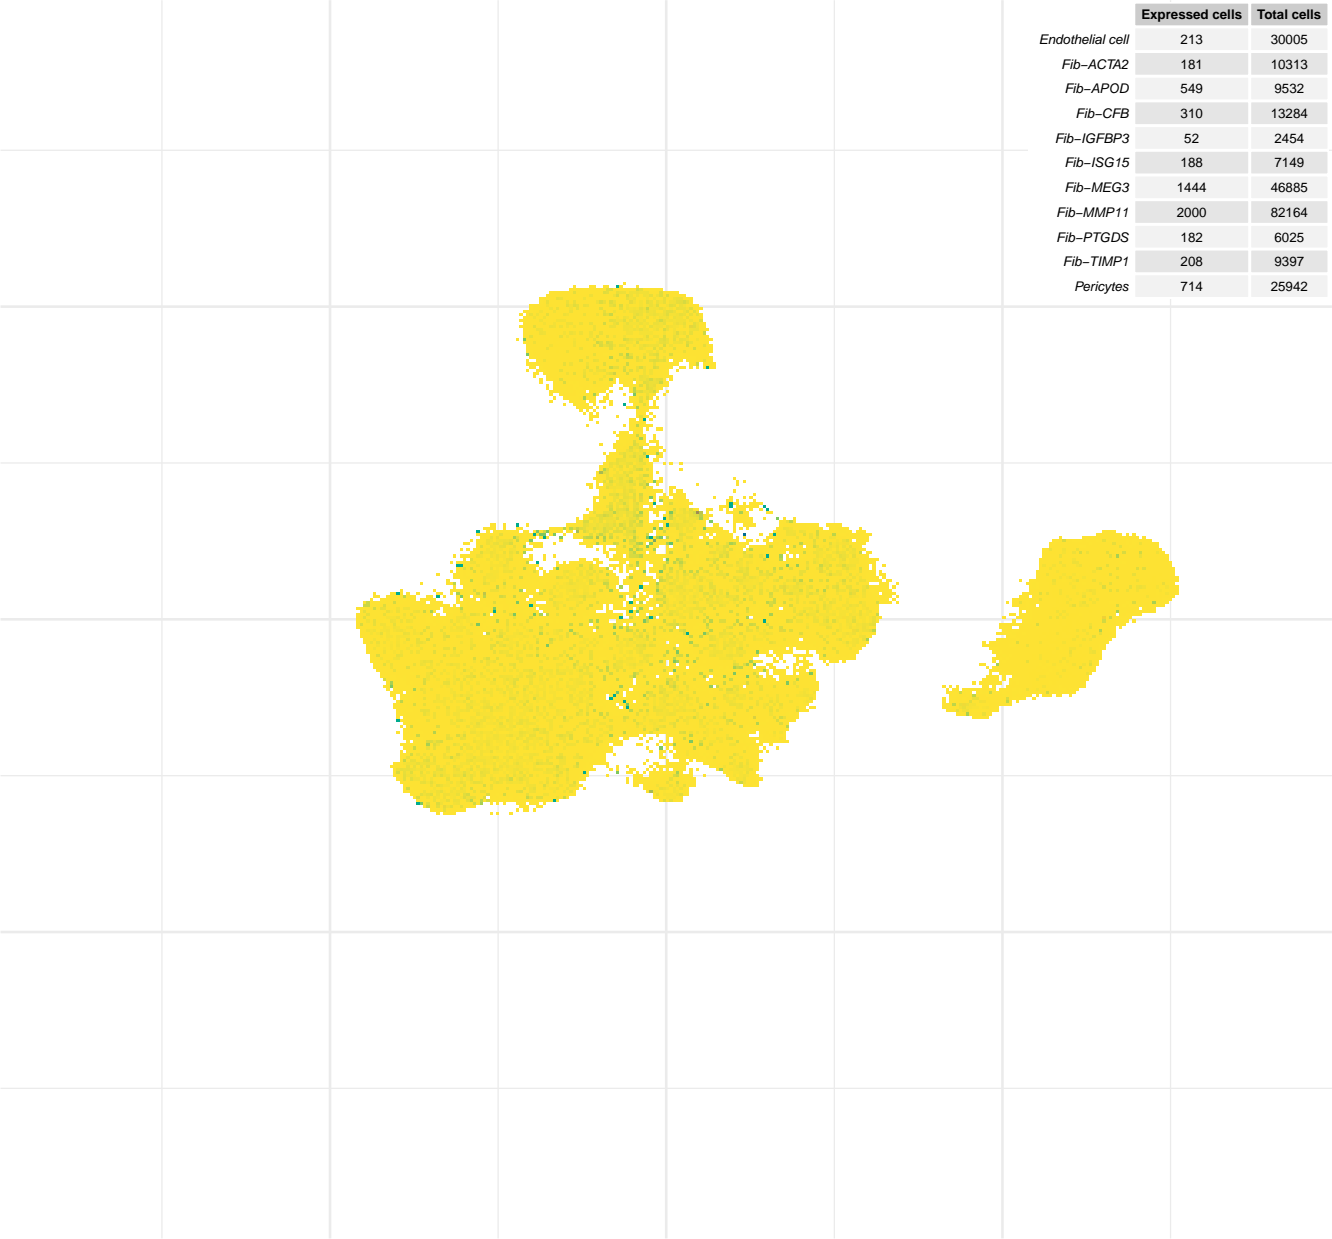 Expressed cells Total cells
Endothelial cell 213 30005
Fib−ACTA2 181 10313
Fib−APOD 549 9532
Fib−CFB 310 13284
Fib−IGFBP3 52 2454
Fib−ISG15 188 7149
Fib−MEG3 1444 46885
Fib−MMP11 2000 82164
Fib−PTGDS 182 6025
Fib−TIMP1 208 9397
Pericytes 714 25942